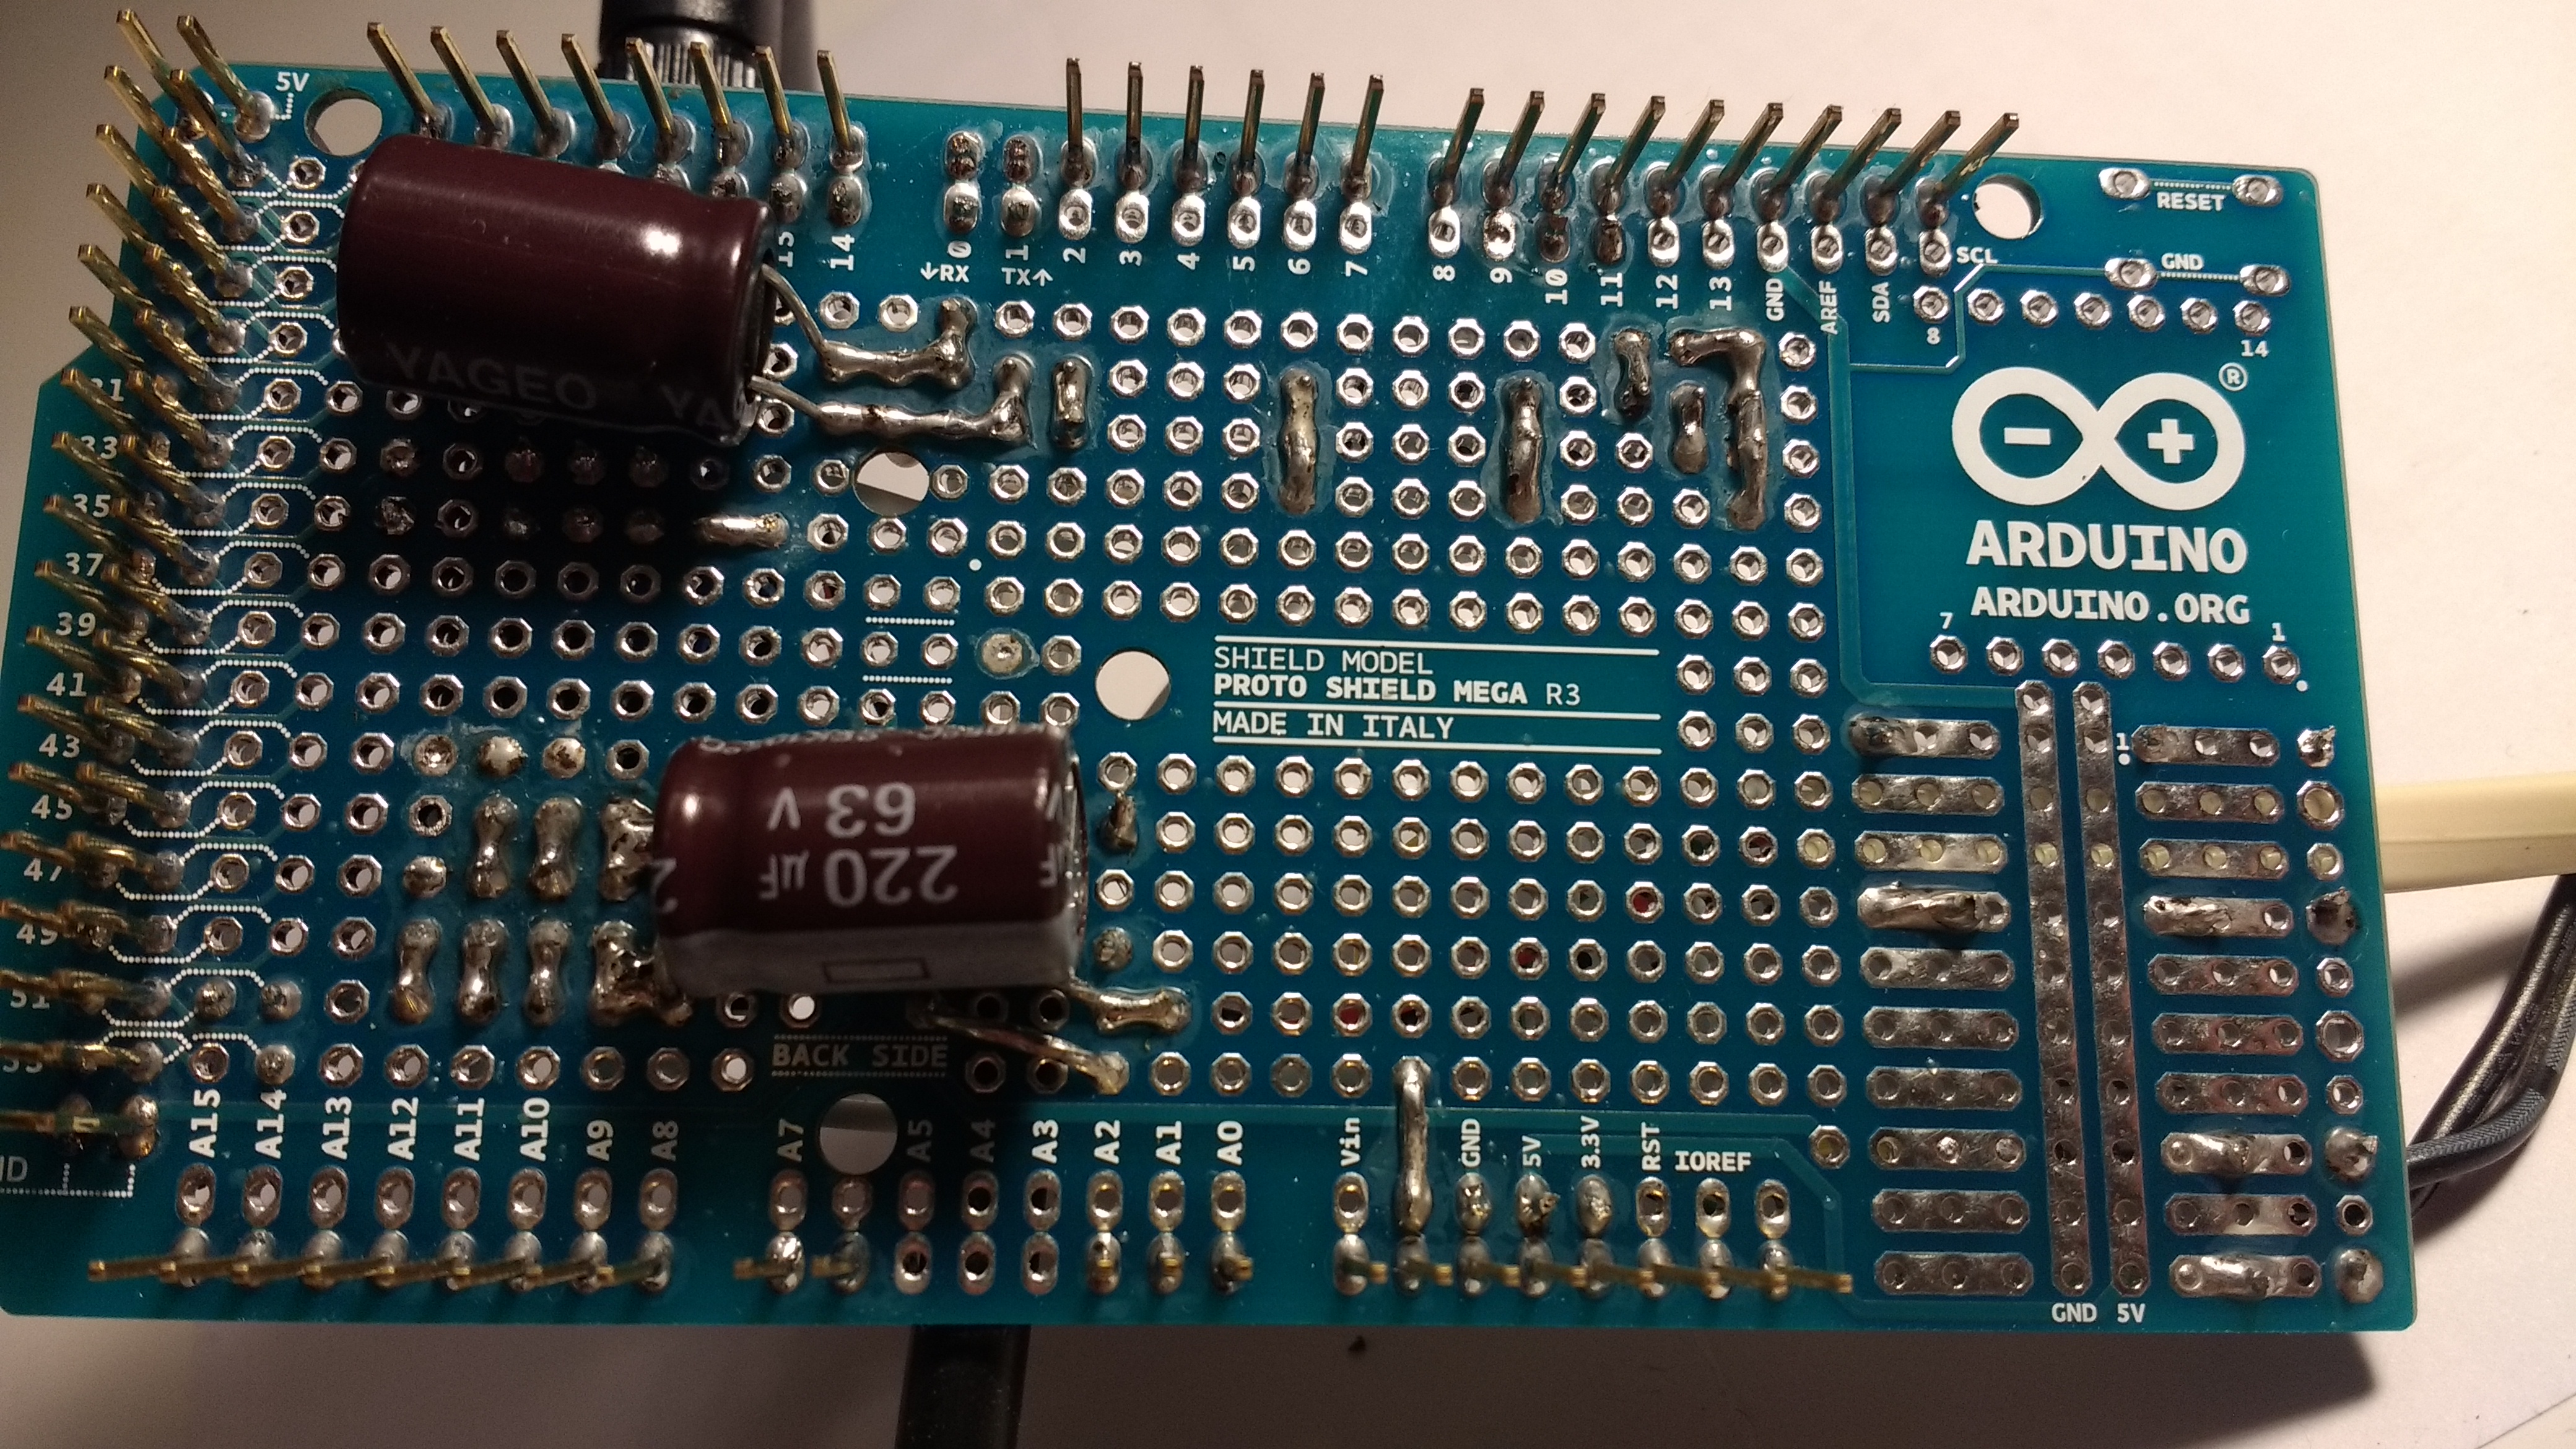 5V
15
14
0
1
2
3
4
5
6
7
8
9
10
11
12
13
GND
AREF
SDA
SCL
↓RX
TX↑
RESET
GND
8
14
YAGEO YA
31
33
35
37
39
41
43
45
47
49
51
53
®
- +
ARDUINO
ARDUINO.ORG
7
1
SHIELD MODEL
PROTO SHIELD MEGA R3
MADE IN ITALY
1
63 V
220 µF
BACK SIDE
A15
A14
A13
A12
A11
A10
A9
A8
A7
A5
A4
A3
A2
A1
A0
Vin
GND
5V
3.3V
RST
IOREF
GND 5V